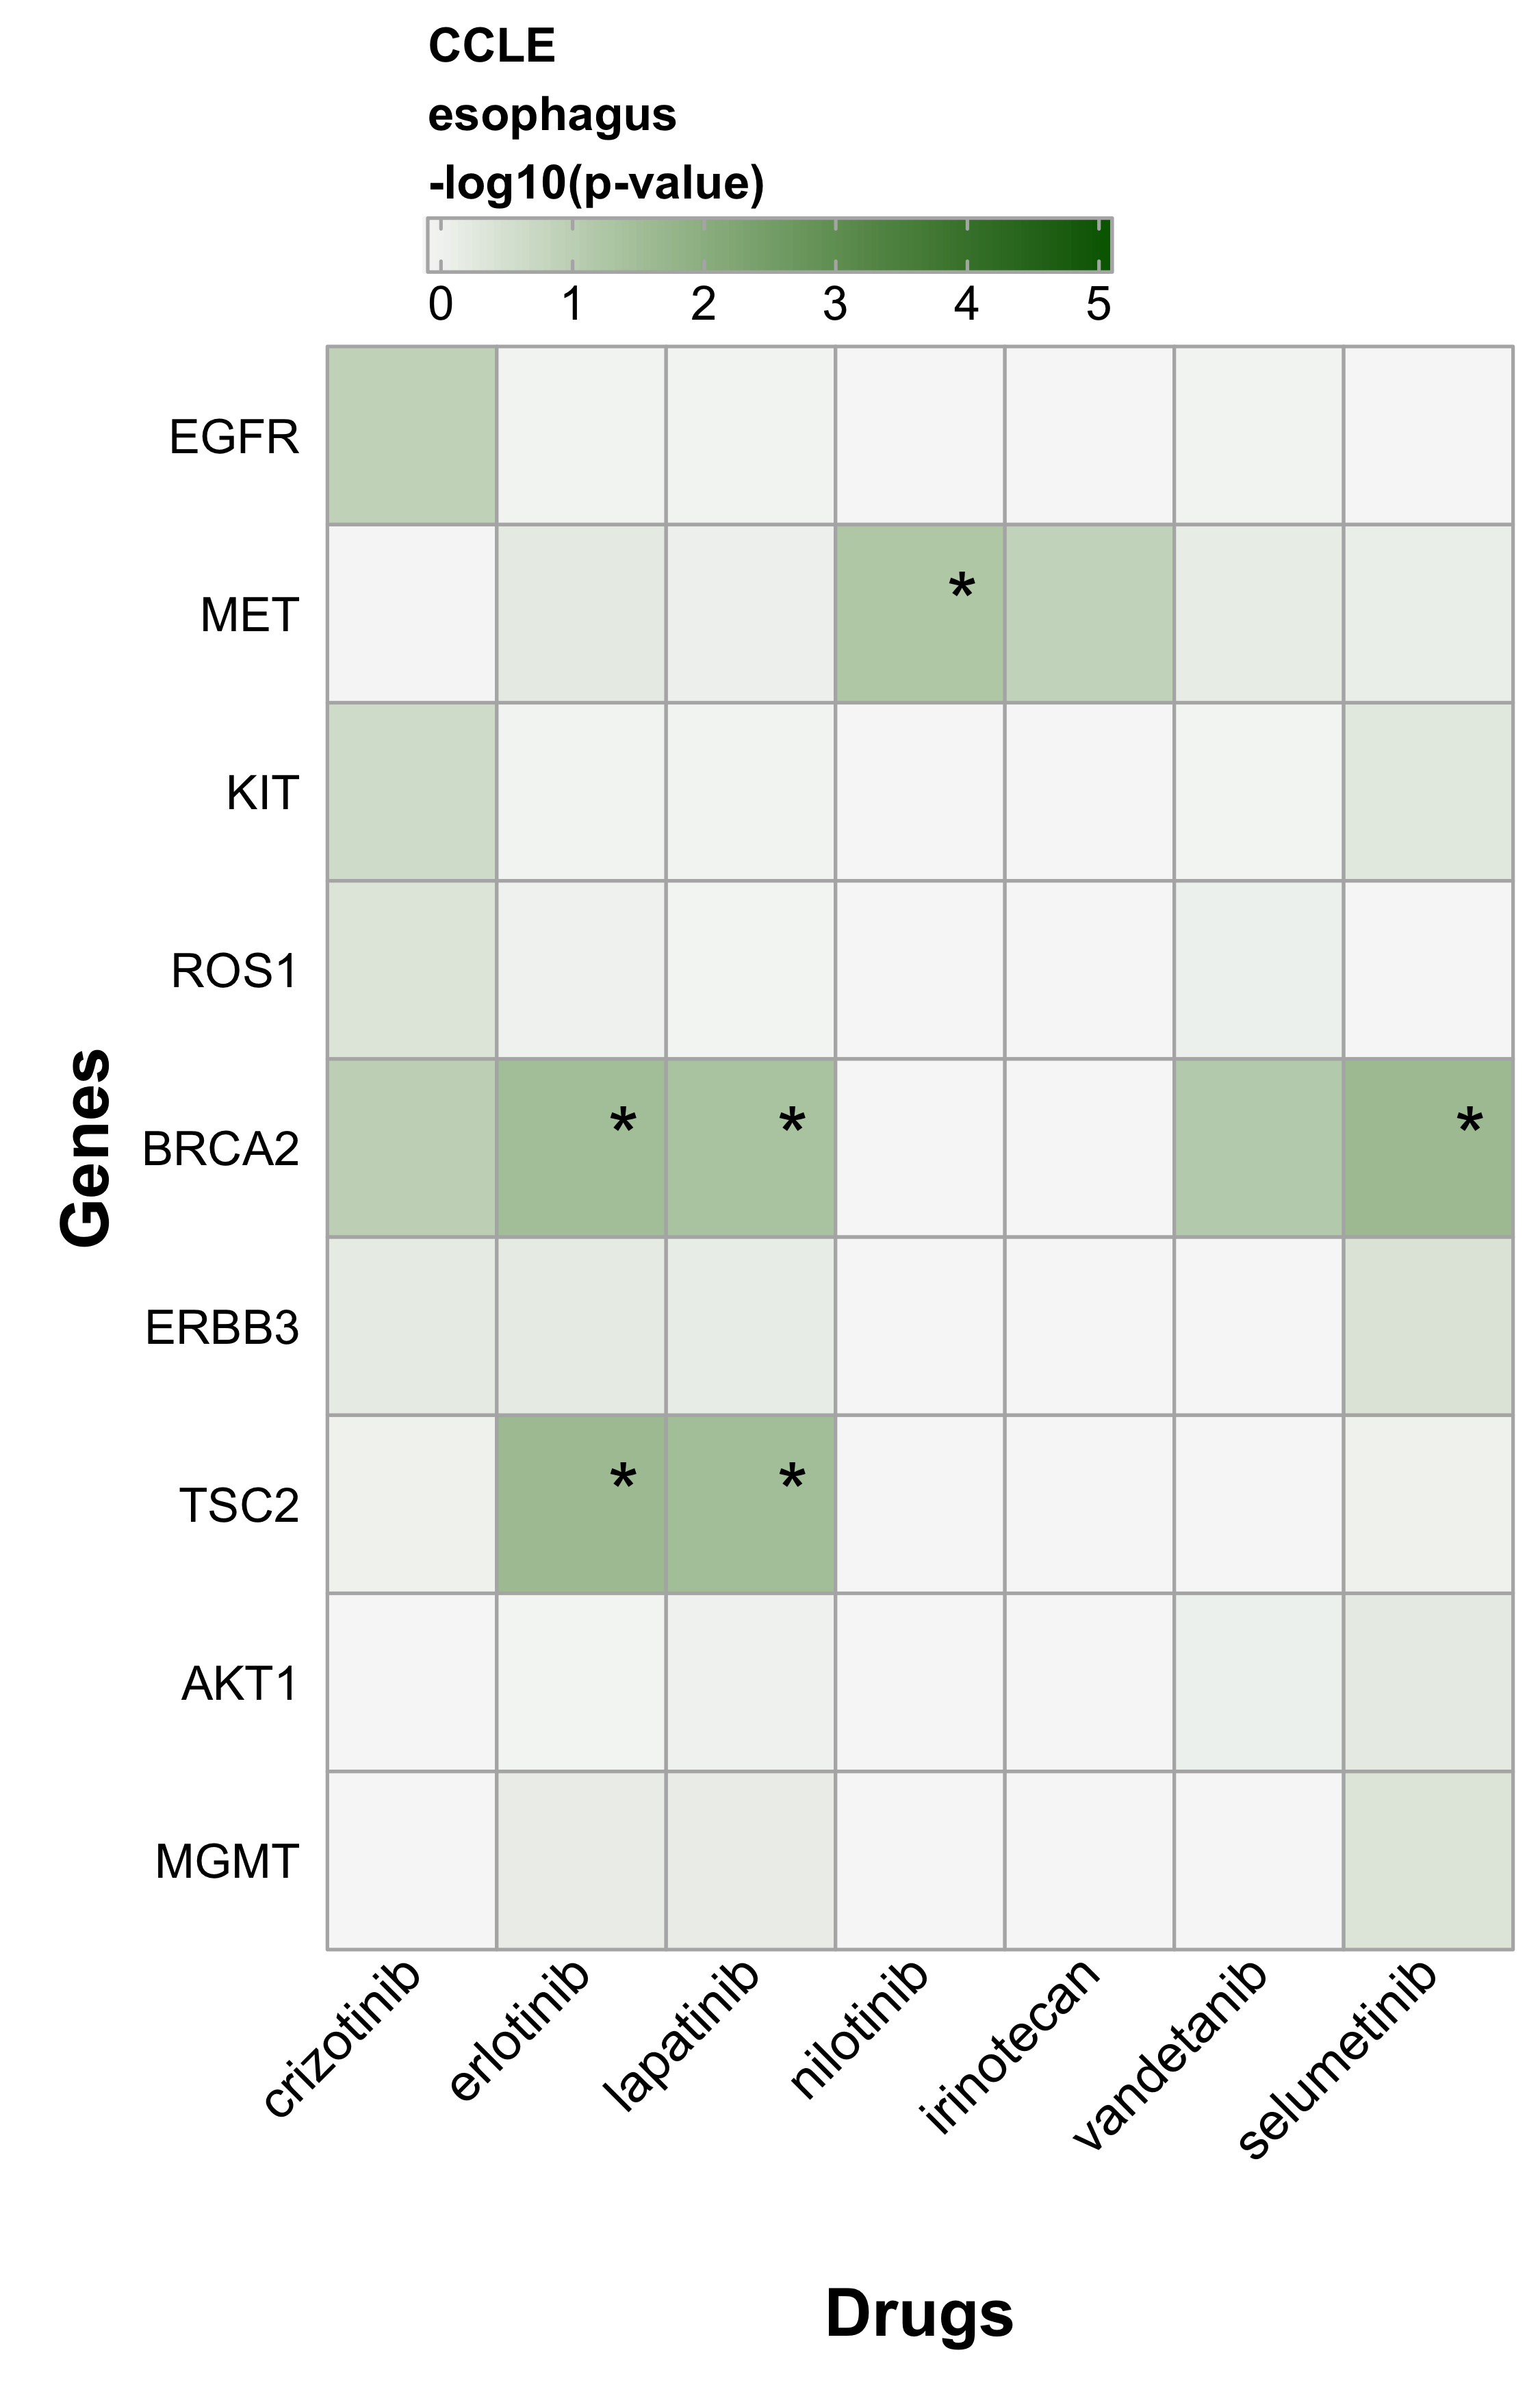 CCLE
esophagus
-log10(p-value)
0 1 2 3 4 5
EGFR
MET *
KIT
ROS1
BRCA2 * * *
ERBB3
TSC2 * *
AKT1
MGMT
Genes
crizotinib erlotinib lapatinib nilotinib irinotecan vandetanib selumetinib
Drugs